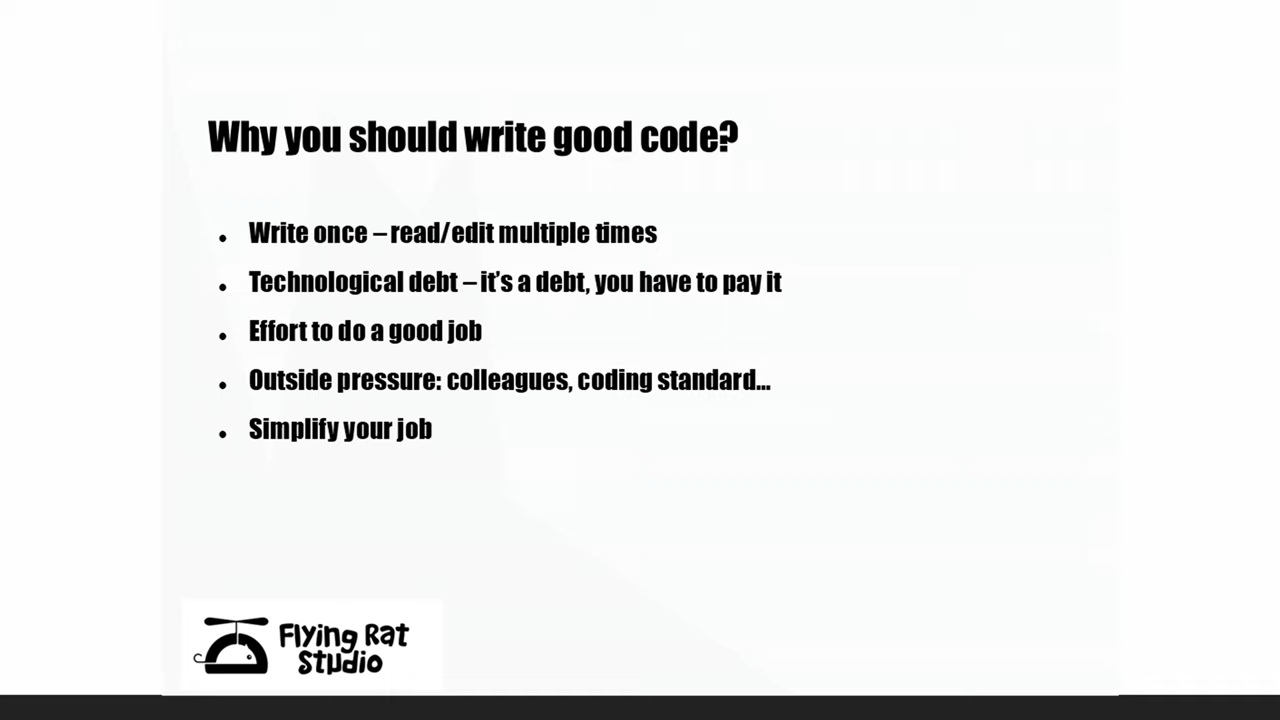 Why you should write good code?
Write once – read/edit multiple times
Technological debt – it's a debt, you have to pay it
Effort to do a good job
Outside pressure: colleagues, coding standard...
Simplify your job
Flying Rat
Studio